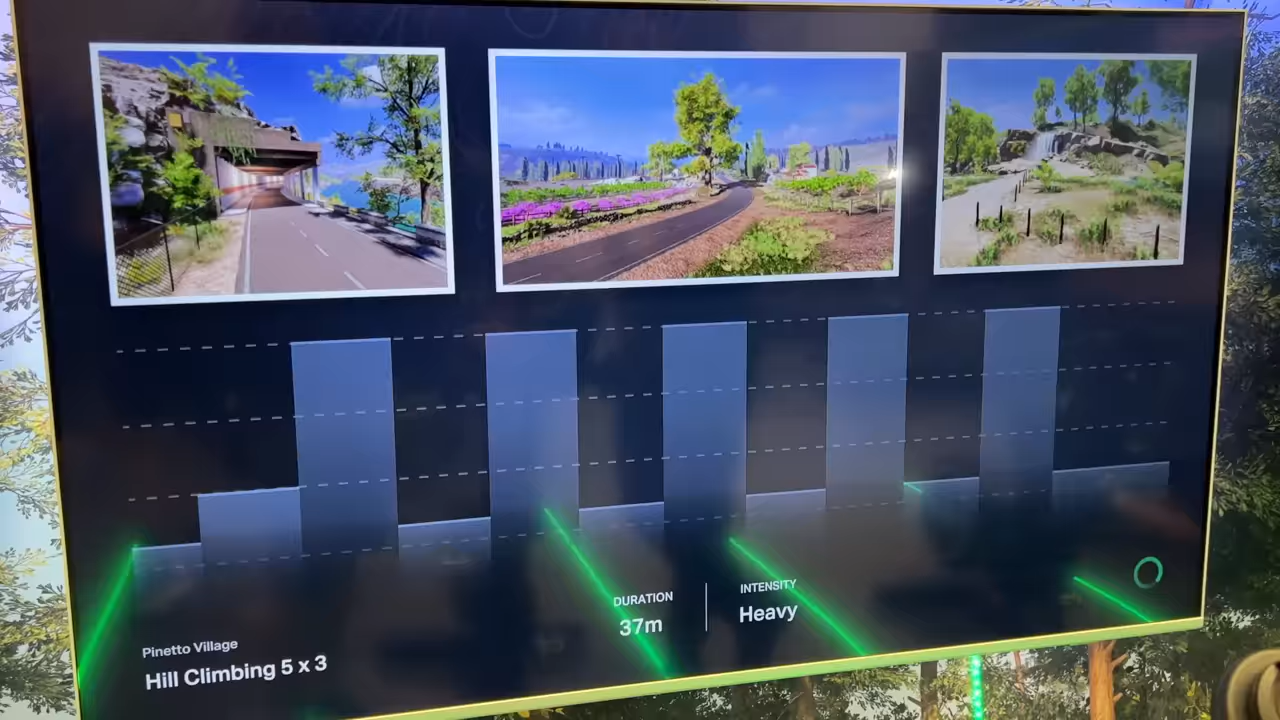 DURATION
37m
INTENSITY
Heavy
Pinetto Village
Hill Climbing 5 x 3